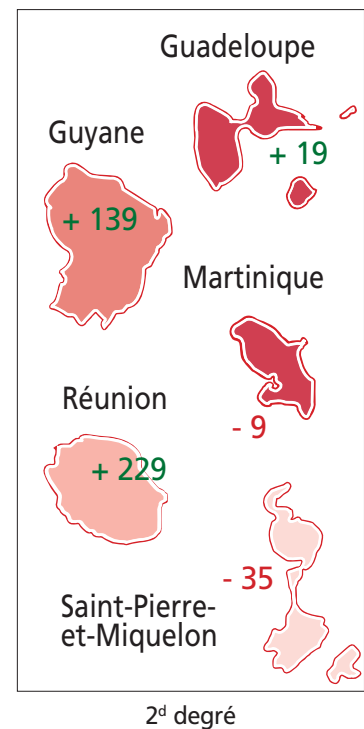 Guadeloupe
+ 19
Guyane
+ 139
Martinique
- 9
Réunion
+ 229
- 35
Saint-Pierre-
et-Miquelon
2d degré